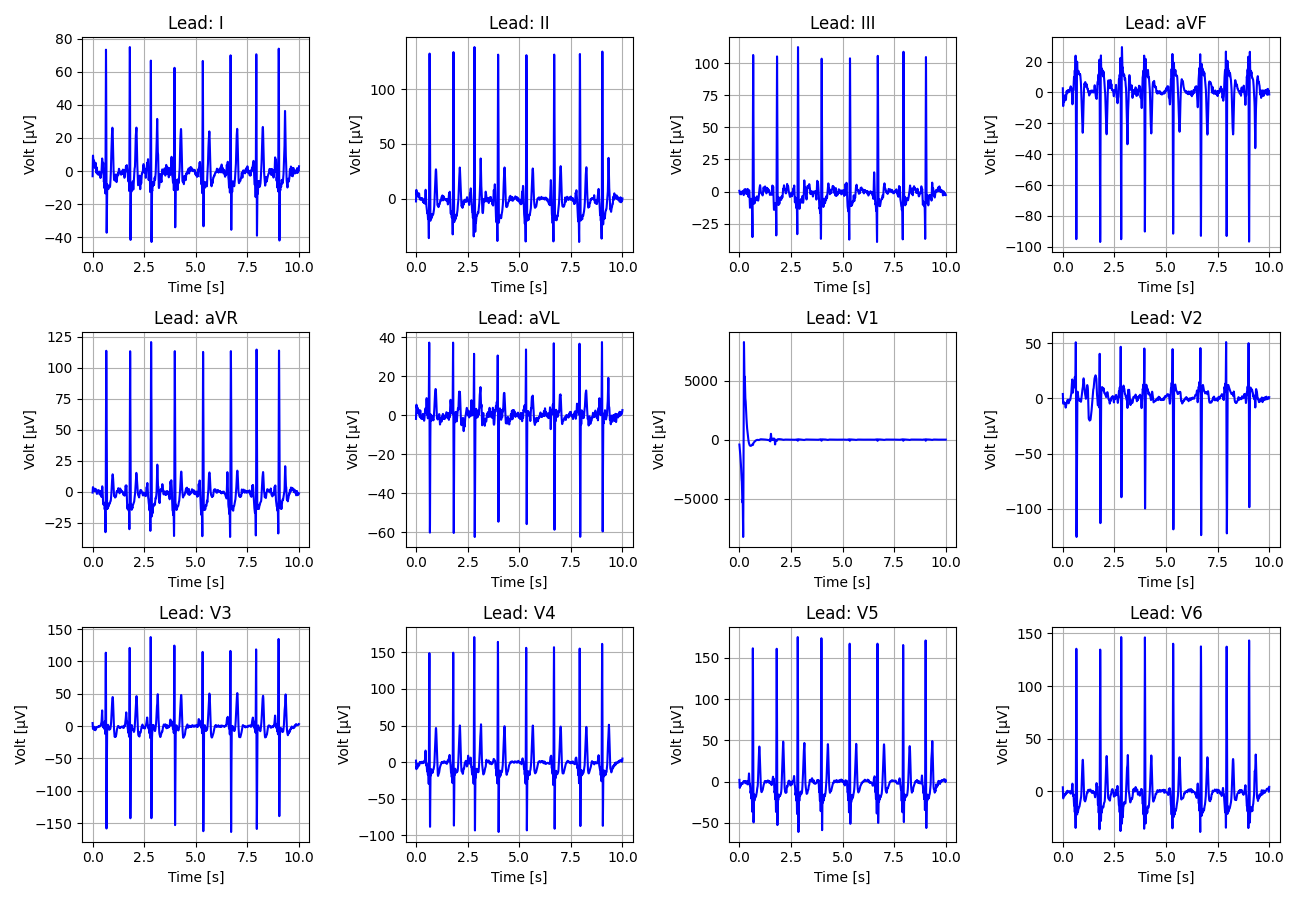 Lead: I
Volt [µV]
80
60
40
20
0
−20
−40
0.0 2.5 5.0 7.5 10.0
Time [s]
Lead: II
Volt [µV]
100
50
0
0.0 2.5 5.0 7.5 10.0
Time [s]
Lead: III
Volt [µV]
100
75
50
25
0
−25
0.0 2.5 5.0 7.5 10.0
Time [s]
Lead: aVF
Volt [µV]
20
0
−20
−40
−60
−80
−100
0.0 2.5 5.0 7.5 10.0
Time [s]
Lead: aVR
Volt [µV]
125
100
75
50
25
0
−25
0.0 2.5 5.0 7.5 10.0
Time [s]
Lead: aVL
Volt [µV]
40
20
0
−20
−40
−60
0.0 2.5 5.0 7.5 10.0
Time [s]
Lead: V1
Volt [µV]
5000
0
−5000
0.0 2.5 5.0 7.5 10.0
Time [s]
Lead: V2
Volt [µV]
50
0
−50
−100
0.0 2.5 5.0 7.5 10.0
Time [s]
Lead: V3
Volt [µV]
150
100
50
0
−50
−100
−150
0.0 2.5 5.0 7.5 10.0
Time [s]
Lead: V4
Volt [µV]
150
100
50
0
−50
−100
0.0 2.5 5.0 7.5 10.0
Time [s]
Lead: V5
Volt [µV]
150
100
50
0
−50
0.0 2.5 5.0 7.5 10.0
Time [s]
Lead: V6
Volt [µV]
150
100
50
0
0.0 2.5 5.0 7.5 10.0
Time [s]